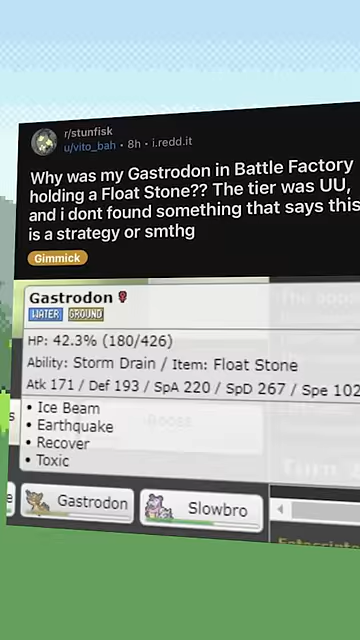 r/stunfisk
u/vito_bah • 8h • i.redd.it
Why was my Gastrodon in Battle Factory
holding a Float Stone?? The tier was UU,
and i dont found something that says this
is a strategy or smthg
Gimmick
Gastrodon
WATER GROUND
HP: 42.3% (180/426)
Ability: Storm Drain / Item: Float Stone
Atk 171 / Def 193 / SpA 220 / SpD 267 / Spe 102
• Ice Beam
• Earthquake
• Recover
• Toxic
Gastrodon
Slowbro